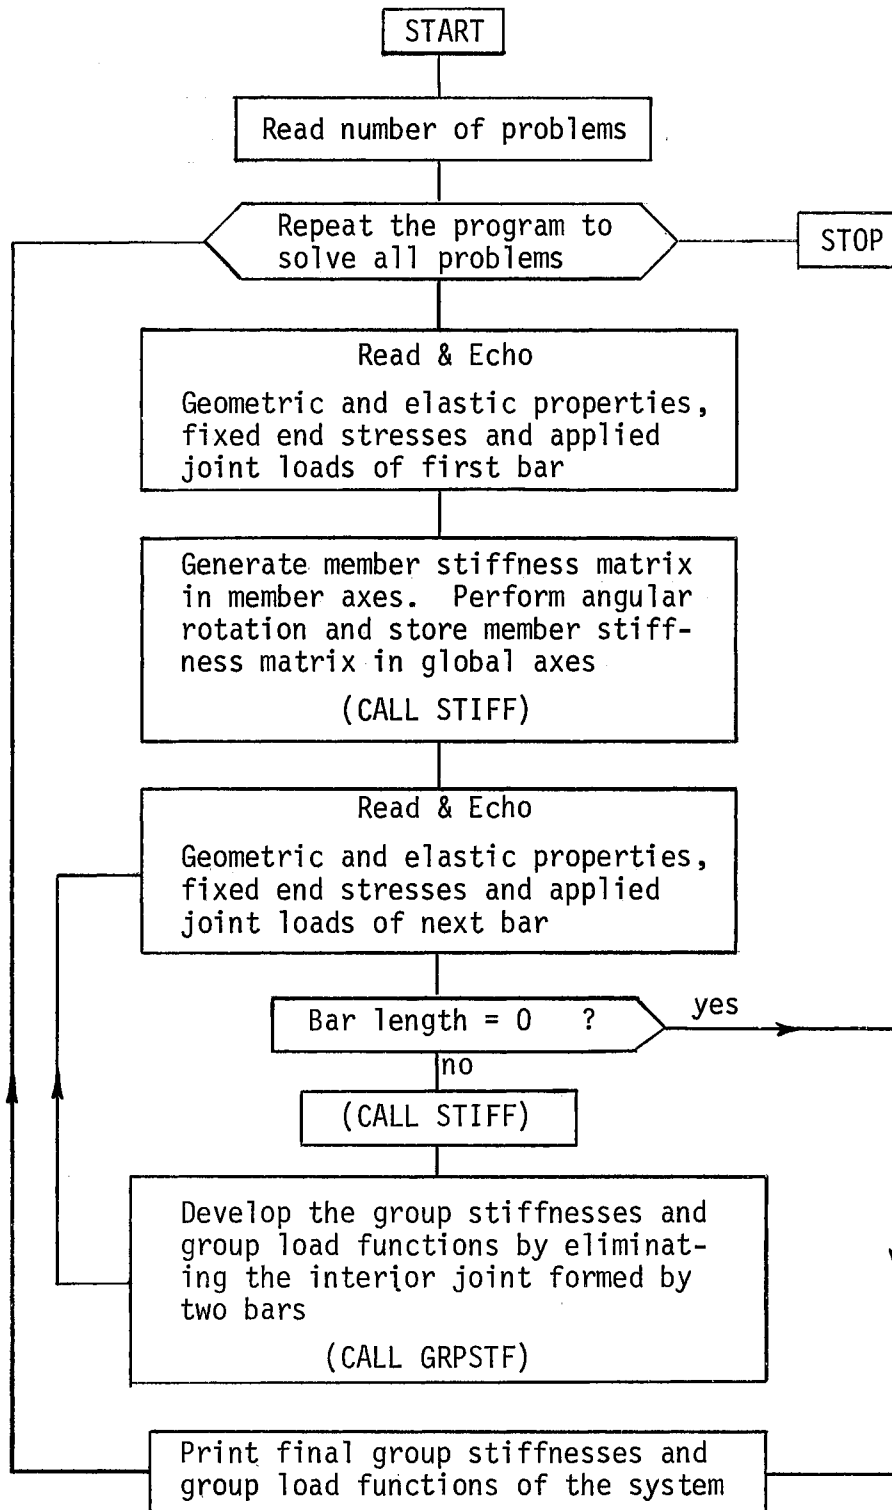 START
Read number of problems
Repeat the program to
solve all problems
STOP
Read & Echo
Geometric and elastic properties,
fixed end stresses and applied
joint loads of first bar
Generate member stiffness matrix
in member axes. Perform angular
rotation and store member stiff-
ness matrix in global axes
(CALL STIFF)
Read & Echo
Geometric and elastic properties,
fixed end stresses and applied
joint loads of next bar
Bar length = 0 ?
yes
no
(CALL STIFF)
Develop the group stiffnesses and
group load functions by eliminat-
ing the interior joint formed by
two bars
(CALL GRPSTF)
Print final group stiffnesses and
group load functions of the system